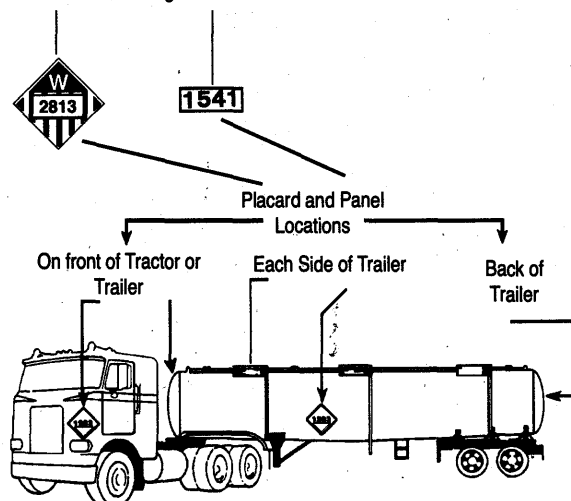 W
2813
1541
Placard and Panel
Locations
On front of Tractor or
Trailer
Each Side of Trailer
Back of
Trailer